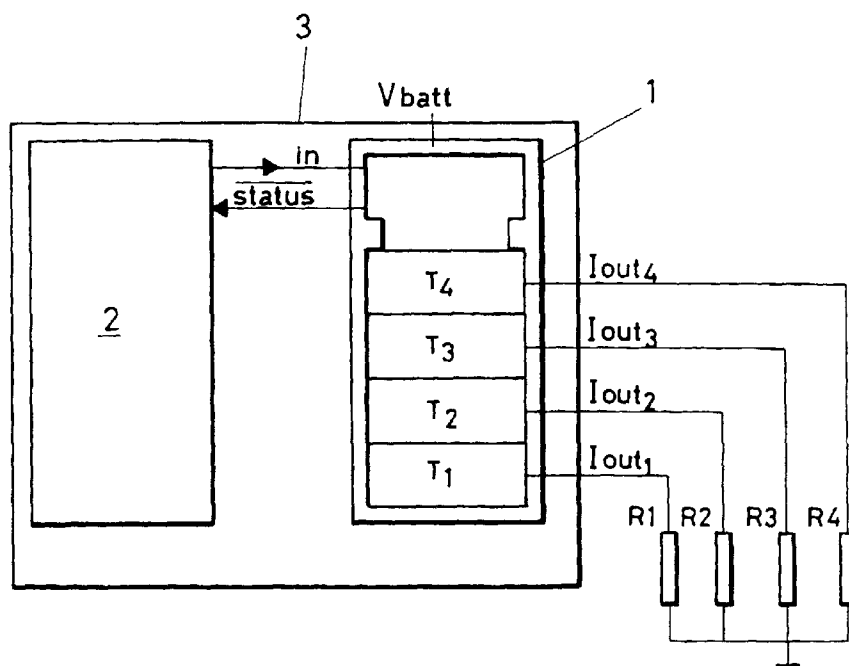 3
Vbatt
1
in
status
2
T4
Iout4
T3
Iout3
T2
Iout2
T1
Iout1
R1 R2 R3 R4